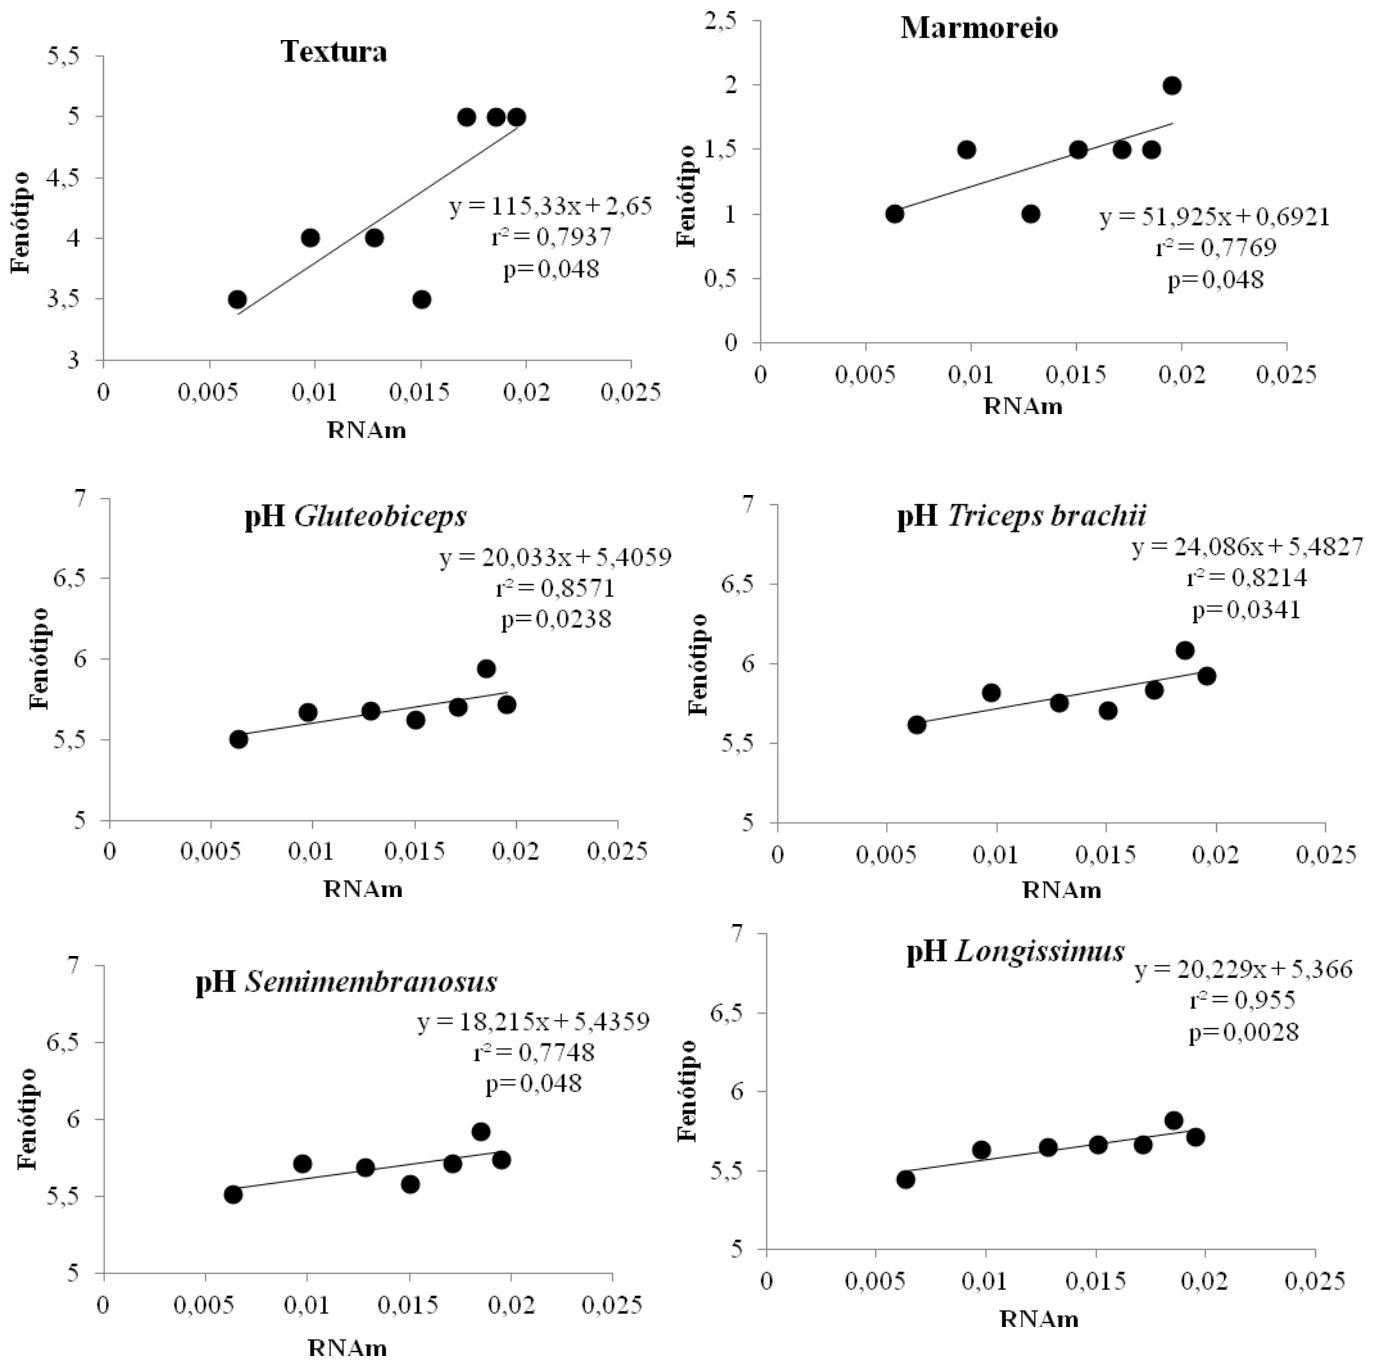 Textura
5,5
5
4,5
4
3,5
3
Fenótipo
y = 115,33x + 2,65
r² = 0,7937
p=0,048
0 0,005 0,01 0,015 0,02 0,025
RNAm
Marmoreio
2,5
2
1,5
1
0,5
0
Fenótipo
y = 51,925x + 0,6921
r² = 0,7769
p=0,048
0 0,005 0,01 0,015 0,02 0,025
RNAm
pH Gluteobiceps
7
6,5
6
5,5
5
Fenótipo
y = 20,033x + 5,4059
r² = 0,8571
p=0,0238
0 0,005 0,01 0,015 0,02 0,025
RNAm
pH Triceps brachii
7
6,5
6
5,5
5
Fenótipo
y = 24,086x + 5,4827
r² = 0,8214
p=0,0341
0 0,005 0,01 0,015 0,02 0,025
RNAm
pH Semimembranosus
7
6,5
6
5,5
5
Fenótipo
y = 18,215x + 5,4359
r² = 0,7748
p=0,048
0 0,005 0,01 0,015 0,02 0,025
RNAm
pH Longissimus
7
6,5
6
5,5
5
Fenótipo
y = 20,229x + 5,366
r² = 0,955
p=0,0028
0 0,005 0,01 0,015 0,02 0,025
RNAm